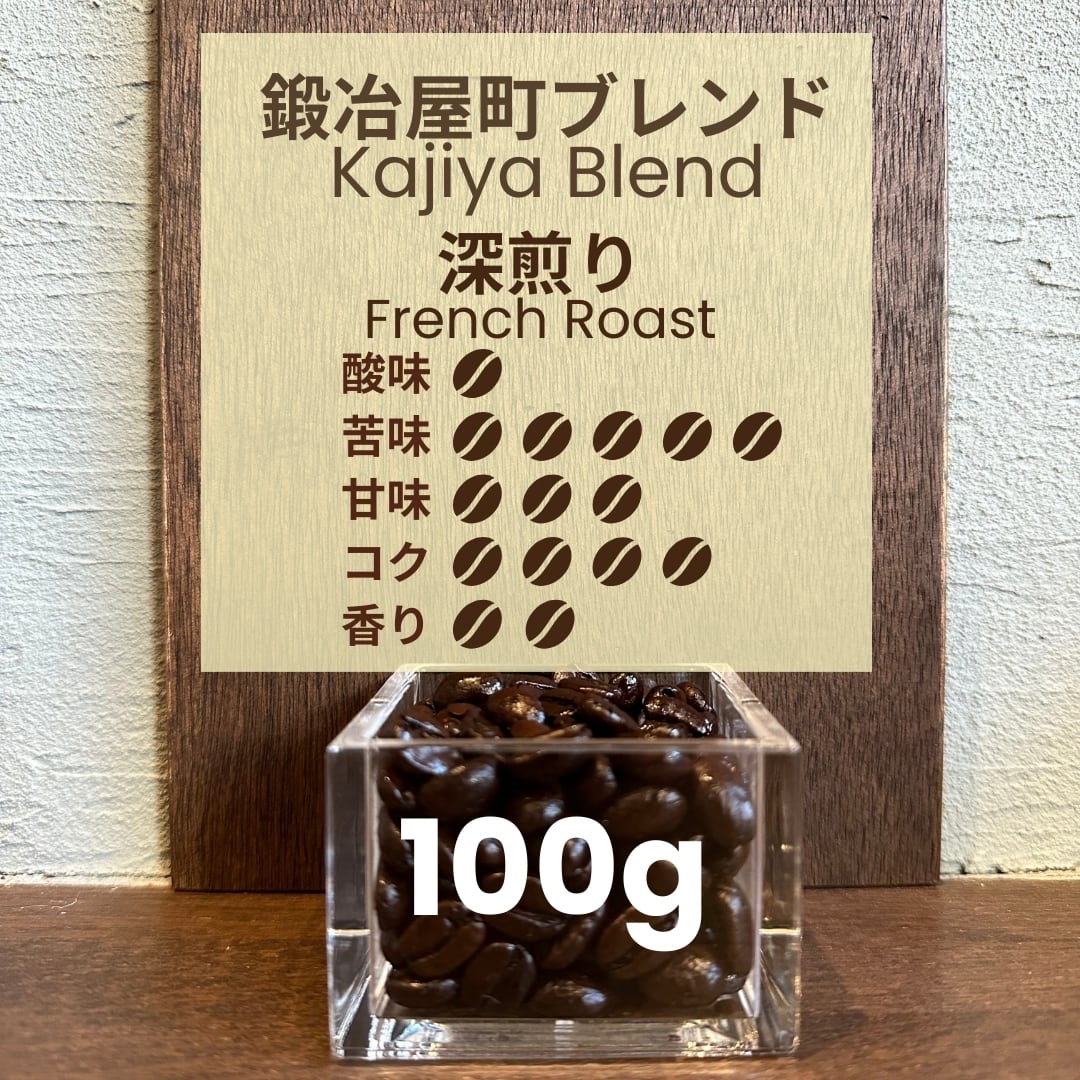 鍛冶屋町ブレンド
Kajiya Blend
深煎り
French Roast
酸味
苦味
甘味
コク
香り
100g